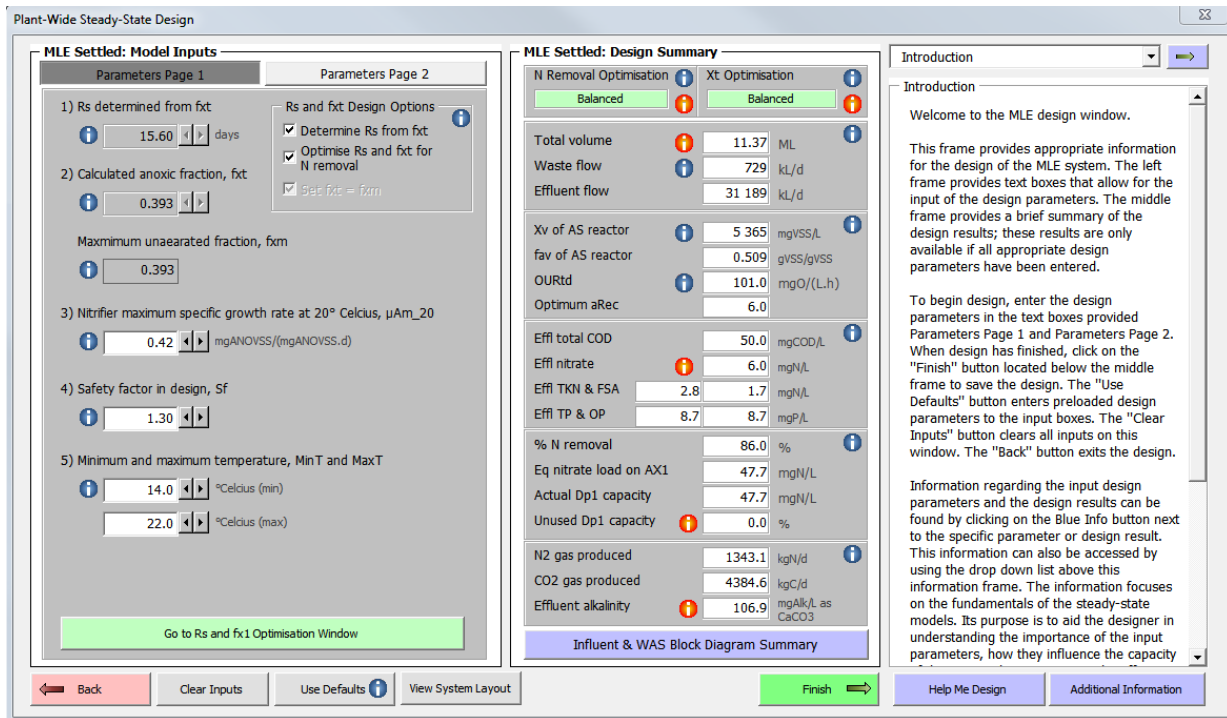 Plant-Wide Steady-State Design
MLE Settled: Model Inputs
Parameters Page 1
Parameters Page 2
1) Rs determined from fxt
15.60 days
Rs and fxt Design Options
Determine Rs from fxt
Optimise Rs and fxt for
N removal
Set fxt = fxm
2) Calculated anoxic fraction, fxt
0.393
Maxmimum unaearated fraction, fxm
0.393
3) Nitrifier maximum specific growth rate at 20° Celcius, µAm_20
0.42 mgANOVSS/(mgANOVSS.d)
4) Safety factor in design, Sf
1.30
5) Minimum and maximum temperature, MinT and MaxT
14.0 °Celcius (min)
22.0 °Celcius (max)
Go to Rs and fx1 Optimisation Window
MLE Settled: Design Summary
N Removal Optimisation
Xt Optimisation
Balanced
Balanced
Total volume 11.37 ML
Waste flow 729 kL/d
Effluent flow 31 189 kL/d
Xv of AS reactor 5 365 mgVSS/L
fav of AS reactor 0.509 gVSS/gVSS
OURtd 101.0 mgO/(L.h)
Optimum aRec 6.0
Effl total COD 50.0 mgCOD/L
Effl nitrate 6.0 mgN/L
Effl TKN & FSA 2.8 1.7 mgN/L
Effl TP & OP 8.7 8.7 mgP/L
% N removal 86.0 %
Eq nitrate load on AX1 47.7 mgN/L
Actual Dp1 capacity 47.7 mgN/L
Unused Dp1 capacity 0.0 %
N2 gas produced 1343.1 kgN/d
CO2 gas produced 4384.6 kgC/d
Effluent alkalinity 106.9 mgAlk/L as
CaCO3
Influent & WAS Block Diagram Summary
Introduction
Introduction
Welcome to the MLE design window.
This frame provides appropriate information
for the design of the MLE system. The left
frame provides text boxes that allow for the
input of the design parameters. The middle
frame provides a brief summary of the
design results; these results are only
available if all appropriate design
parameters have been entered.
To begin design, enter the design
parameters in the text boxes provided
Parameters Page 1 and Parameters Page 2.
When design has finished, click on the
"Finish" button located below the middle
frame to save the design. The "Use
Defaults" button enters preloaded design
parameters to the input boxes. The "Clear
Inputs" button clears all inputs on this
window. The "Back" button exits the design.
Information regarding the input design
parameters and the design results can be
found by clicking on the Blue Info button next
to the specific parameter or design result.
This information can also be accessed by
using the drop down list above this
information frame. The information focuses
on the fundamentals of the steady-state
models. Its purpose is to aid the designer in
understanding the importance of the input
parameters, how they influence the capacity
Back
Clear Inputs
Use Defaults
View System Layout
Finish
Help Me Design
Additional Information